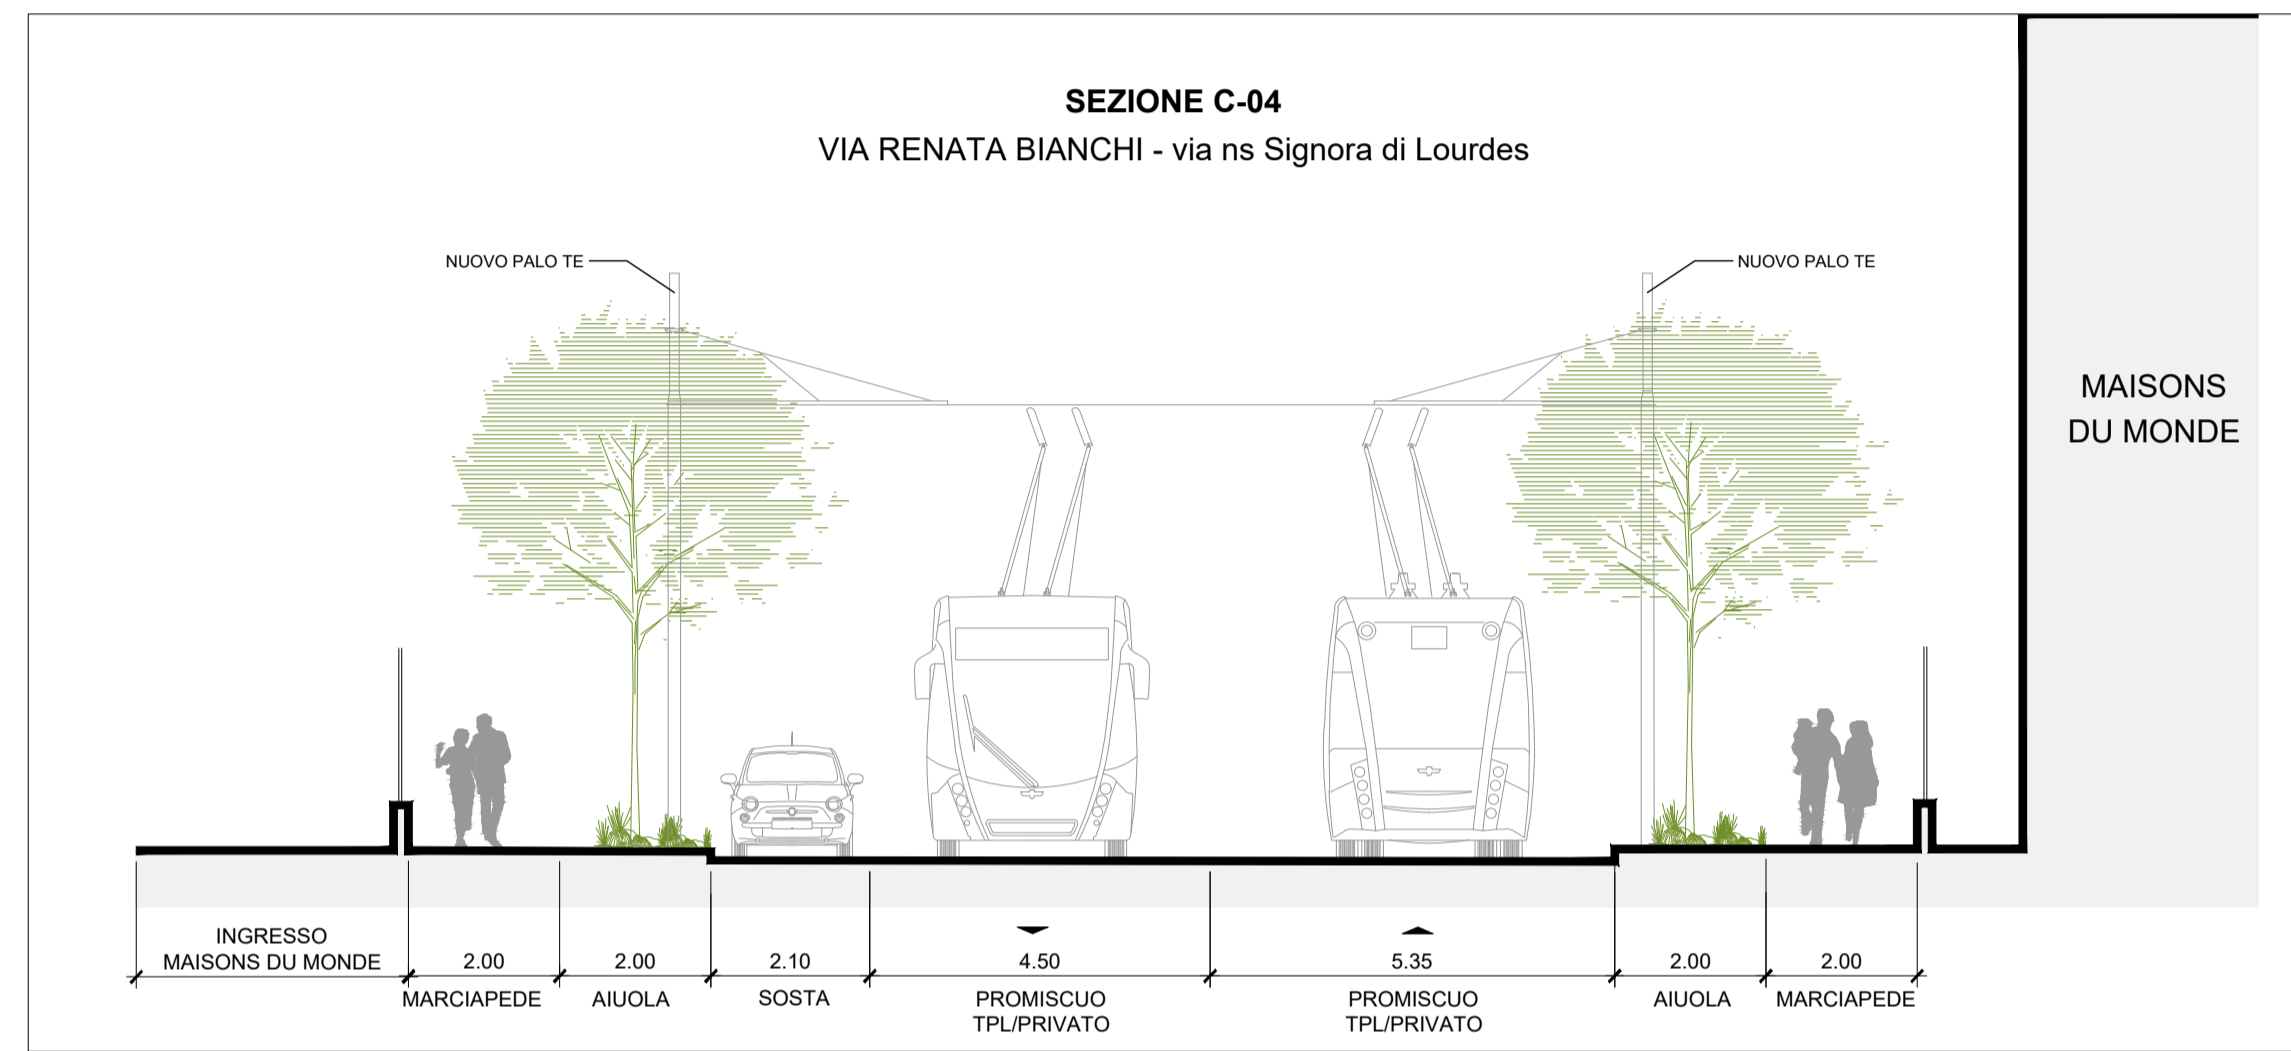 SEZIONE C-04
VIA RENATA BIANCHI - via ns Signora di Lourdes
NUOVO PALO TE
NUOVO PALO TE
MAISONS
DU MONDE
INGRESSO
MAISONS DU MONDE
2.00
2.00
2.10
4.50
5.35
2.00
2.00
MARCIAPEDE
AIUOLA
SOSTA
PROMISCUO
TPL/PRIVATO
PROMISCUO
TPL/PRIVATO
AIUOLA
MARCIAPEDE